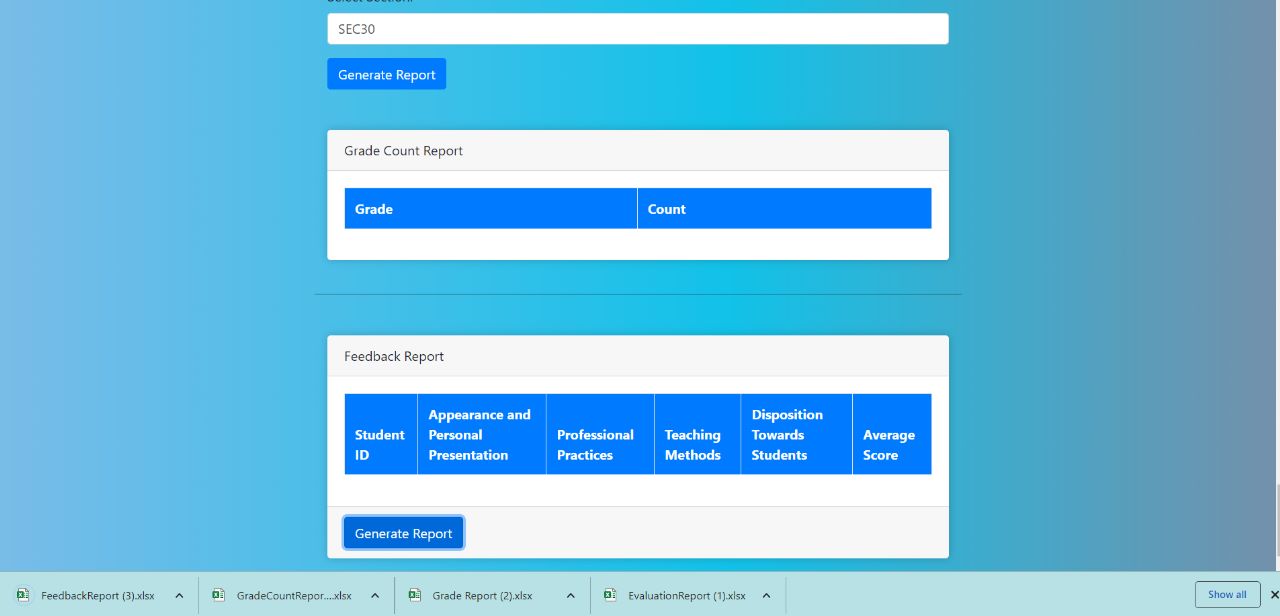 SEC30
Generate Report
Grade Count Report
Grade Count
Feedback Report
Student ID
Appearance and Personal Presentation
Professional Practices
Teaching Methods
Disposition Towards Students
Average Score
Generate Report
FeedbackReport (3).xlsx
GradeCountRepor....xlsx
Grade Report (2).xlsx
EvaluationReport (1).xlsx
Show all